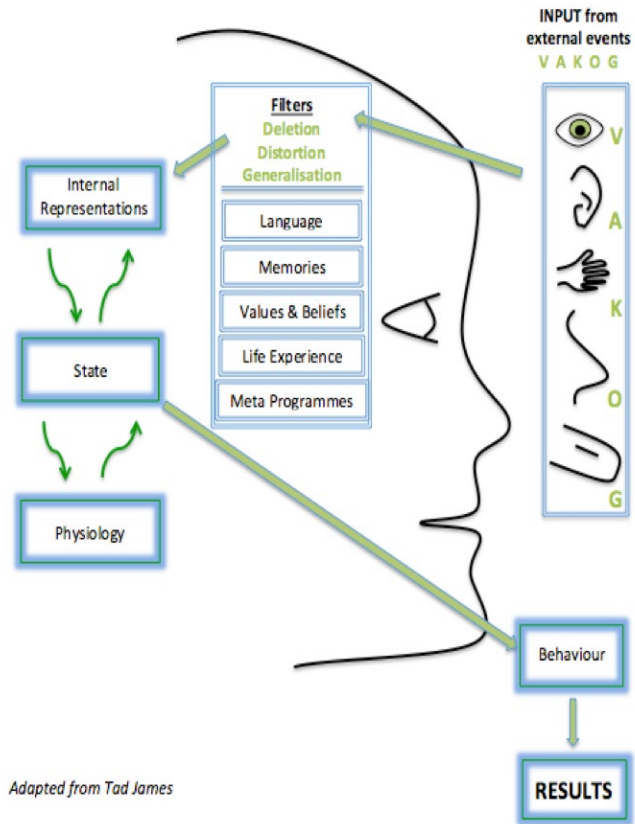 INPUT from
external events
V A K O G
Filters
Deletion
Distortion
Generalisation
Language
Memories
Values & Beliefs
Life Experience
Meta Programmes
Internal
Representations
State
Physiology
V
A
K
O
G
Behaviour
RESULTS
Adapted from Tad James